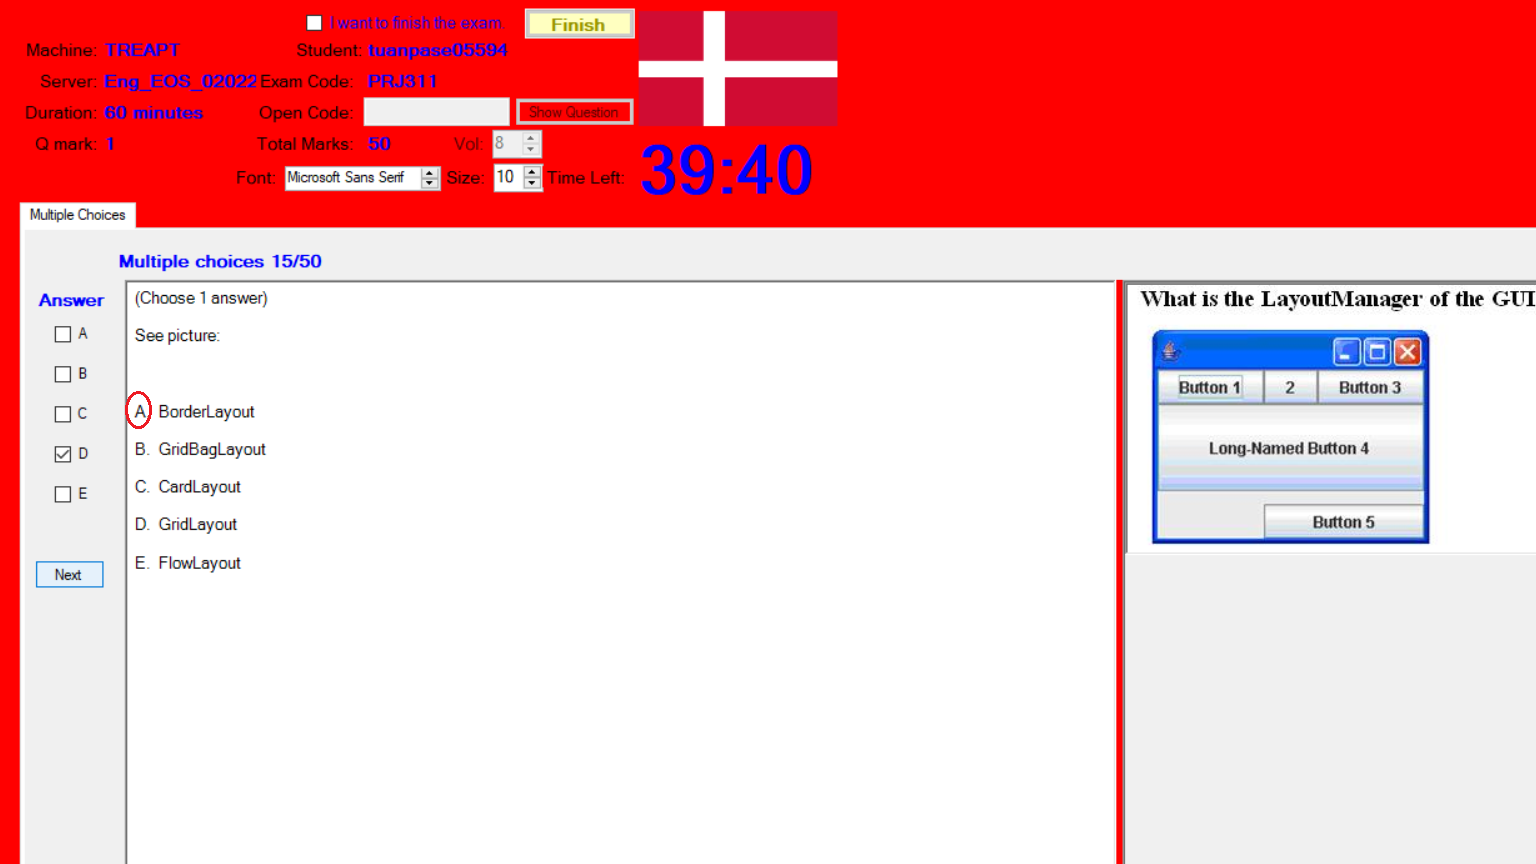 I want to finish the exam.
Finish
Machine: TREAPT
Student: tuanpase05594
Server: Eng_EOS_02022
Exam Code: PRJ311
Duration: 60 minutes
Open Code:
Show Question
Q mark: 1
Total Marks: 50
Vol: 8
Font: Microsoft Sans Serif
Size: 10
Time Left: 39:40
Multiple Choices
Multiple choices 15/50
Answer
A
B
C
D
E
Next
(Choose 1 answer)
See picture:
A. BorderLayout
B. GridBagLayout
C. CardLayout
D. GridLayout
E. FlowLayout
What is the LayoutManager of the GUI
Button 1
2
Button 3
Long-Named Button 4
Button 5